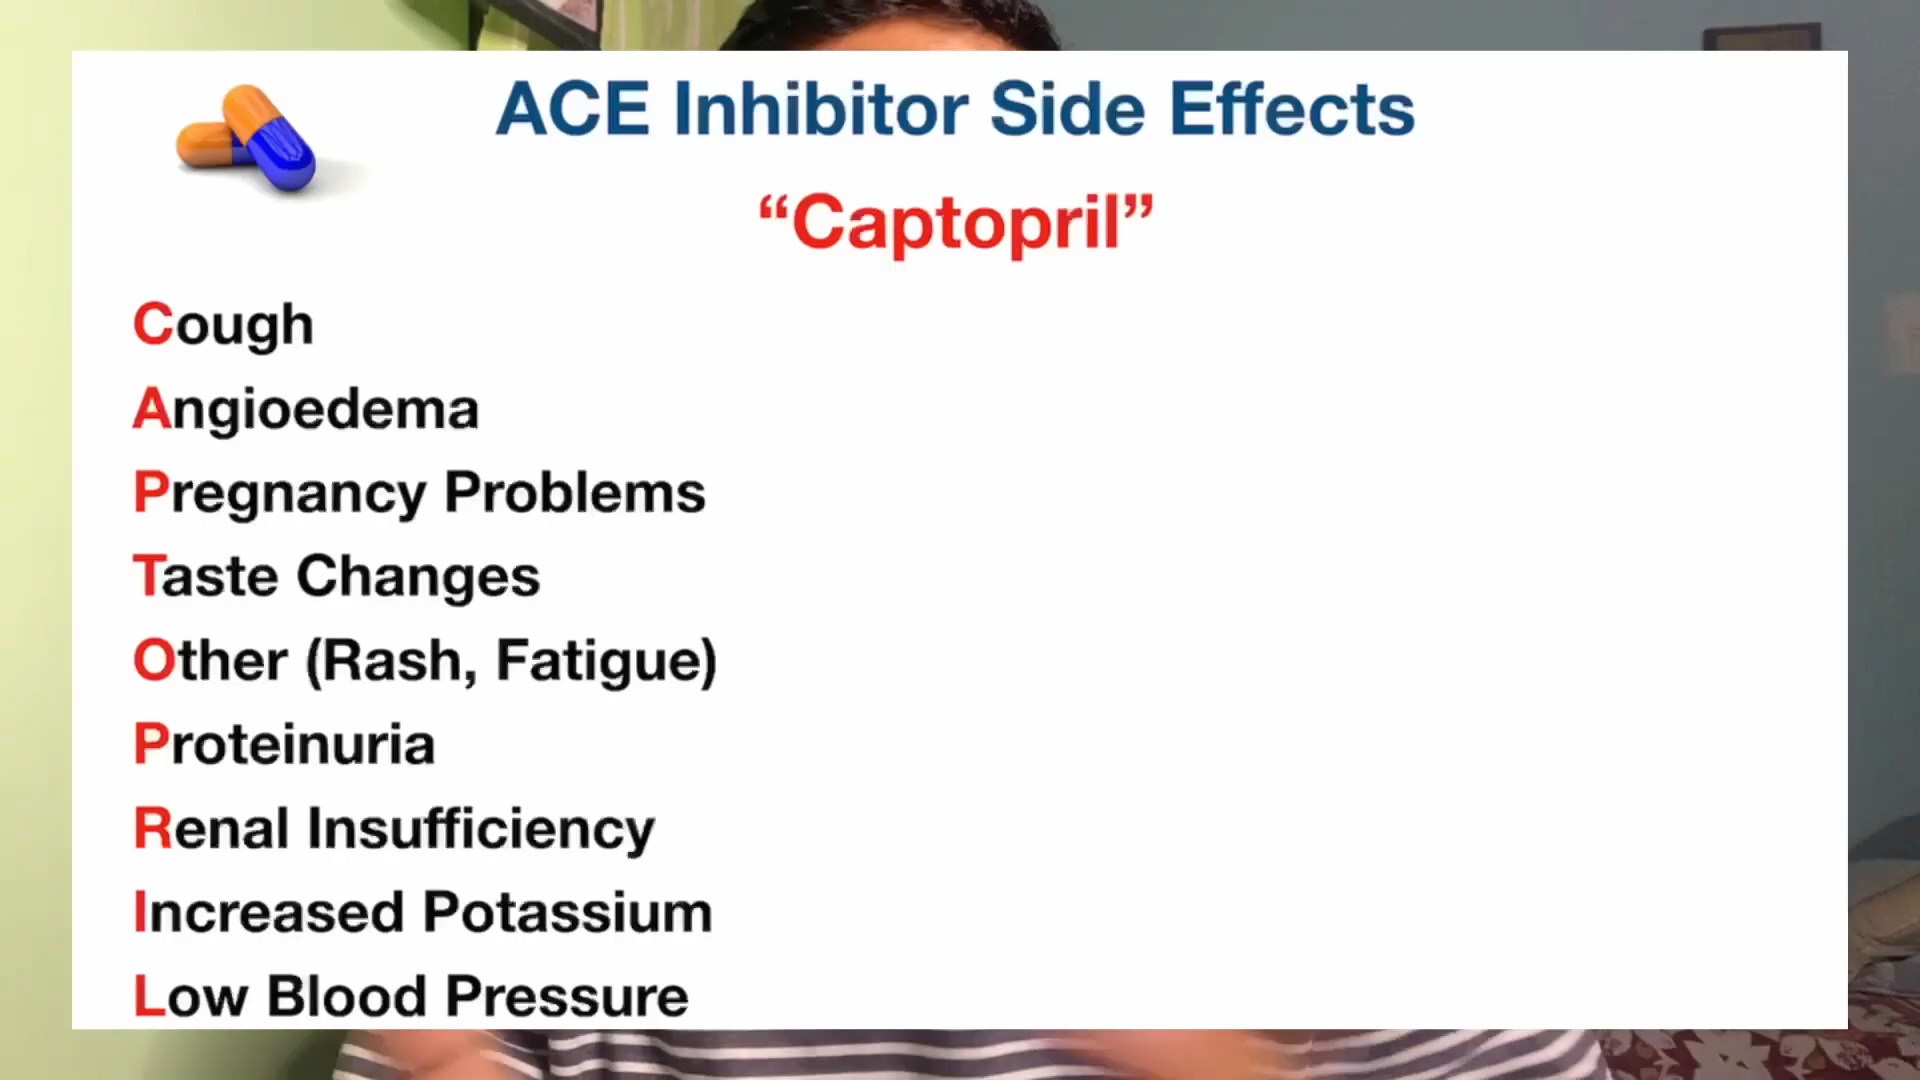 ACE Inhibitor Side Effects
“Captopril”
Cough
Angioedema
Pregnancy Problems
Taste Changes
Other (Rash, Fatigue)
Proteinuria
Renal Insufficiency
Increased Potassium
Low Blood Pressure